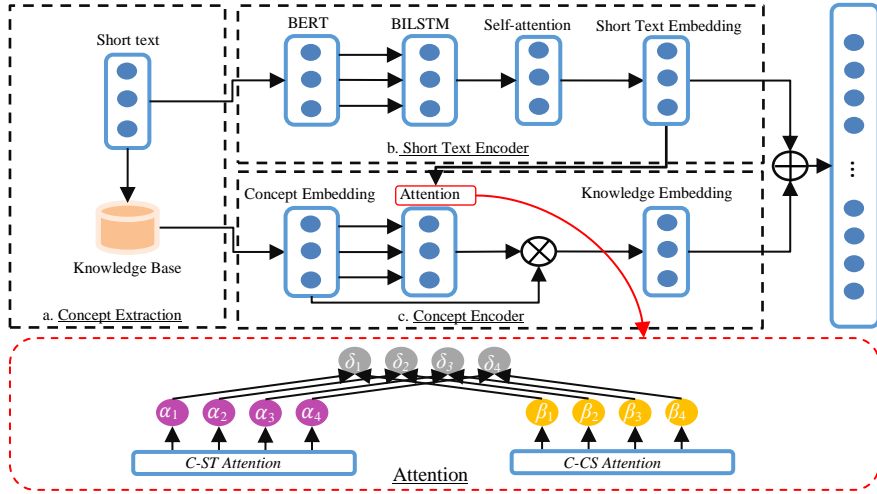 Short text
Knowledge Base
a. Concept Extraction
BERT
BILSTM
Self-attention
Short Text Embedding
b. Short Text Encoder
Concept Embedding
Attention
Knowledge Embedding
c. Concept Encoder
...
δ1 δ2 δ3 δ4
α1 α2 α3 α4
β1 β2 β3 β4
C-ST Attention
C-CS Attention
Attention